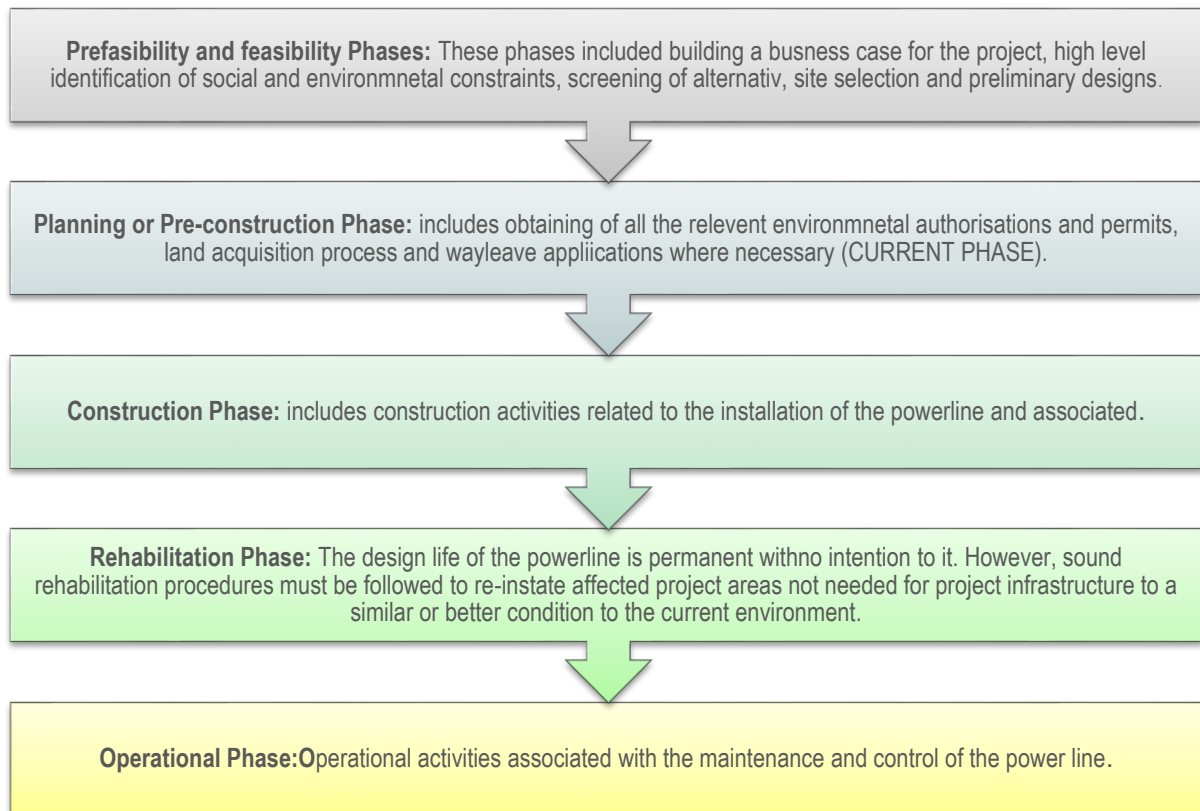 Prefasibility and feasibility Phases: These phases included building a business case for the project, high level
identification of social and environmnetal constraints, screening of alternativ, site selection and preliminary designs.
Planning or Pre-construction Phase: includes obtaining of all the relevent environmnetal authorisations and permits,
land acquisition process and wayleave appliications where necessary (CURRENT PHASE).
Construction Phase: includes construction activities related to the installation of the powerline and associated.
Rehabilitation Phase: The design life of the powerline is permanent withno intention to it. However, sound
rehabilitation procedures must be followed to re-instate affected project areas not needed for project infrastructure to a
similar or better condition to the current environment.
Operational Phase:Operational activities associated with the maintenance and control of the power line.